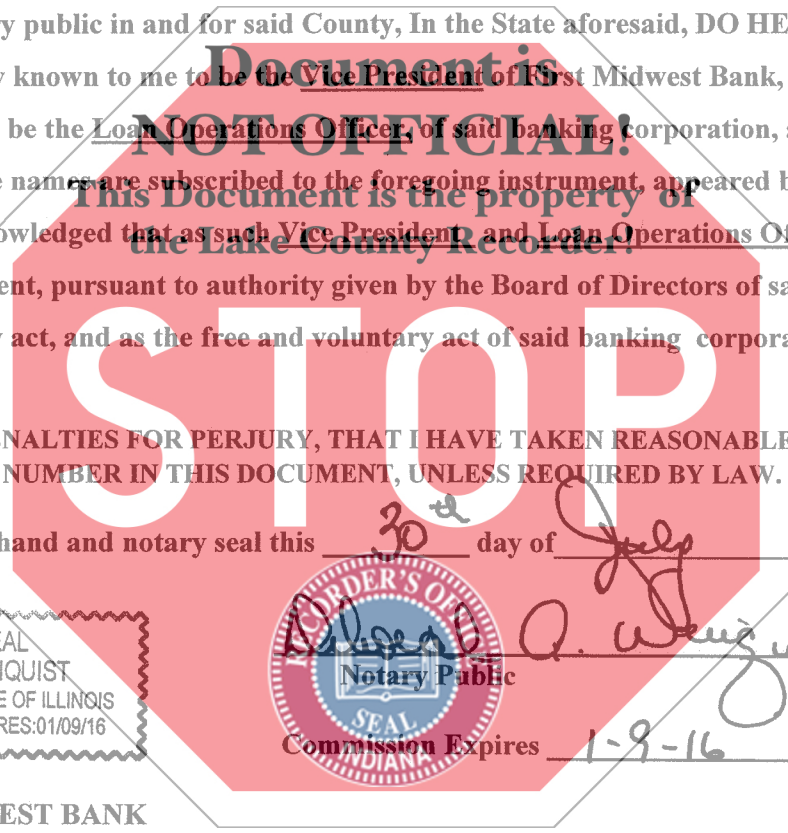 ry public in and for said County, In the State aforesaid, DO HE
Document is
y known to me to be the Vice President of First Midwest Bank,
NOT OFFICIAL!
be the Loan Operations Officer, of said banking corporation, a
This Document is the property of
e names are subscribed to the foregoing instrument, appeared b
the Lake County Recorder!
owledged that as such Vice President and Loan Operations Of
ent, pursuant to authority given by the Board of Directors of sa
y act, and as the free and voluntary act of said banking corpora
STOP
ENALTIES FOR PERJURY, THAT I HAVE TAKEN REASONABLE
NUMBER IN THIS DOCUMENT, UNLESS REQUIRED BY LAW.
hand and notary seal this 30th day of July
RECORDER'S OFFICE
EAL
QUIST
E OF ILLINOIS
RES:01/09/16
A.
Notary Public
SEAL
INDIANA
Commission Expires 1-9-16
EST BANK